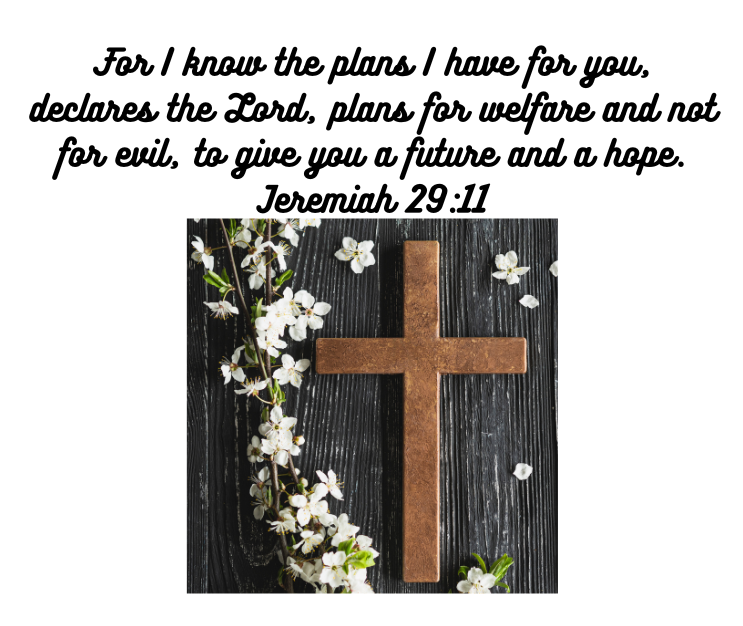 For I know the plans I have for you,
declares the Lord, plans for welfare and not
for evil, to give you a future and a hope.
Jeremiah 29:11